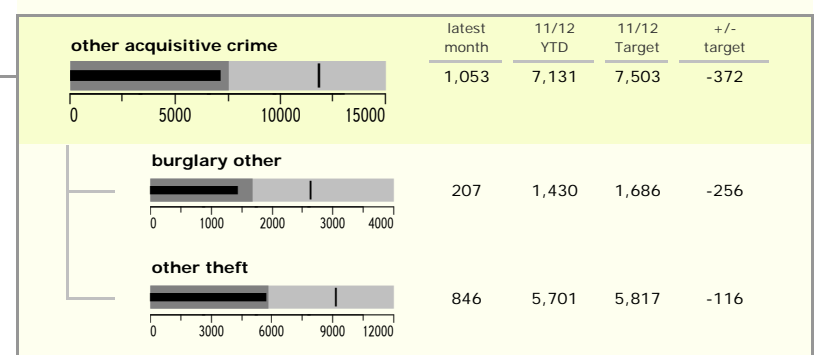 latest 11/12 11/12 +/-
other acquisitive crime month YTD Target target
1,053 7,131 7,503 -372
0 5000 10000 15000
burglary other
207 1,430 1,686 -256
0 1000 2000 3000 4000
other theft
846 5,701 5,817 -116
0 3000 6000 9000 12000